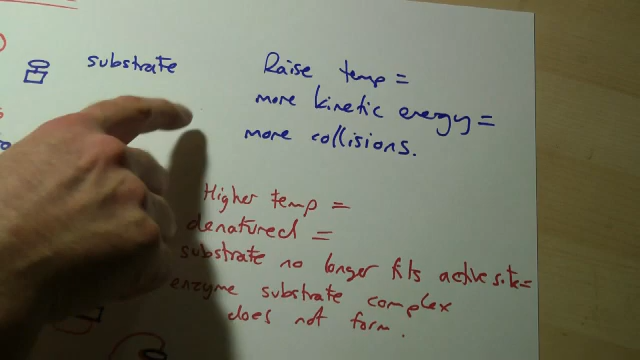 substrate
Raise temp =
more kinetic energy =
more collisions.
Higher temp =
denatured =
substrate no longer fits active site =
enzyme substrate complex
does not form.